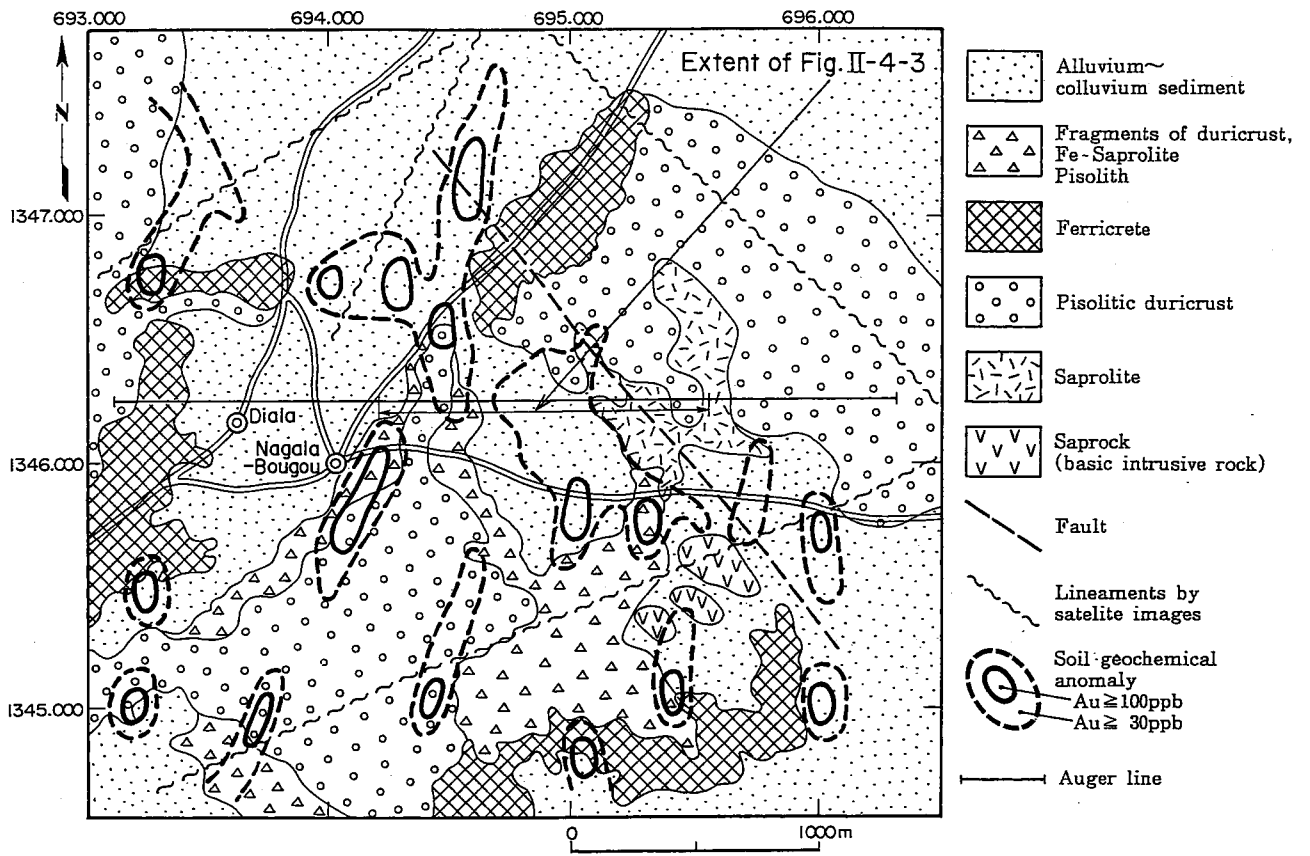 693.000 694.000 695.000 696.000
Extent of Fig. II-4-3
N
1347.000
1346.000
1345.000
Diala
Nagala
-Bougou
0 1000m
Alluvium~
colluvium sediment
Fragments of duricrust,
Fe-Saprolite
Pisolith
Ferricrete
Pisolitic duricrust
Saprolite
Saprock
(basic intrusive rock)
Fault
Lineaments by
satelite images
Soil geochemical
anomaly
Au≧100ppb
Au≧ 30ppb
Auger line